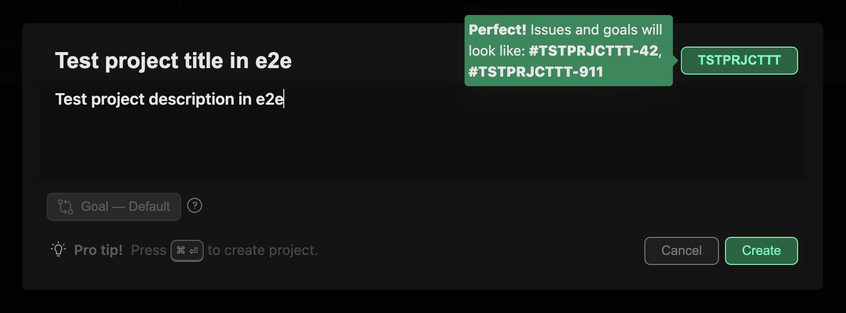 Perfect! Issues and goals will
look like: #TSTPRJCTTT-42,
#TSTPRJCTTT-911
Test project title in e2e
TSTPRJCTTT
Test project description in e2e
Goal — Default ?
Pro tip! Press ⌘ ⏎ to create project.
Cancel
Create